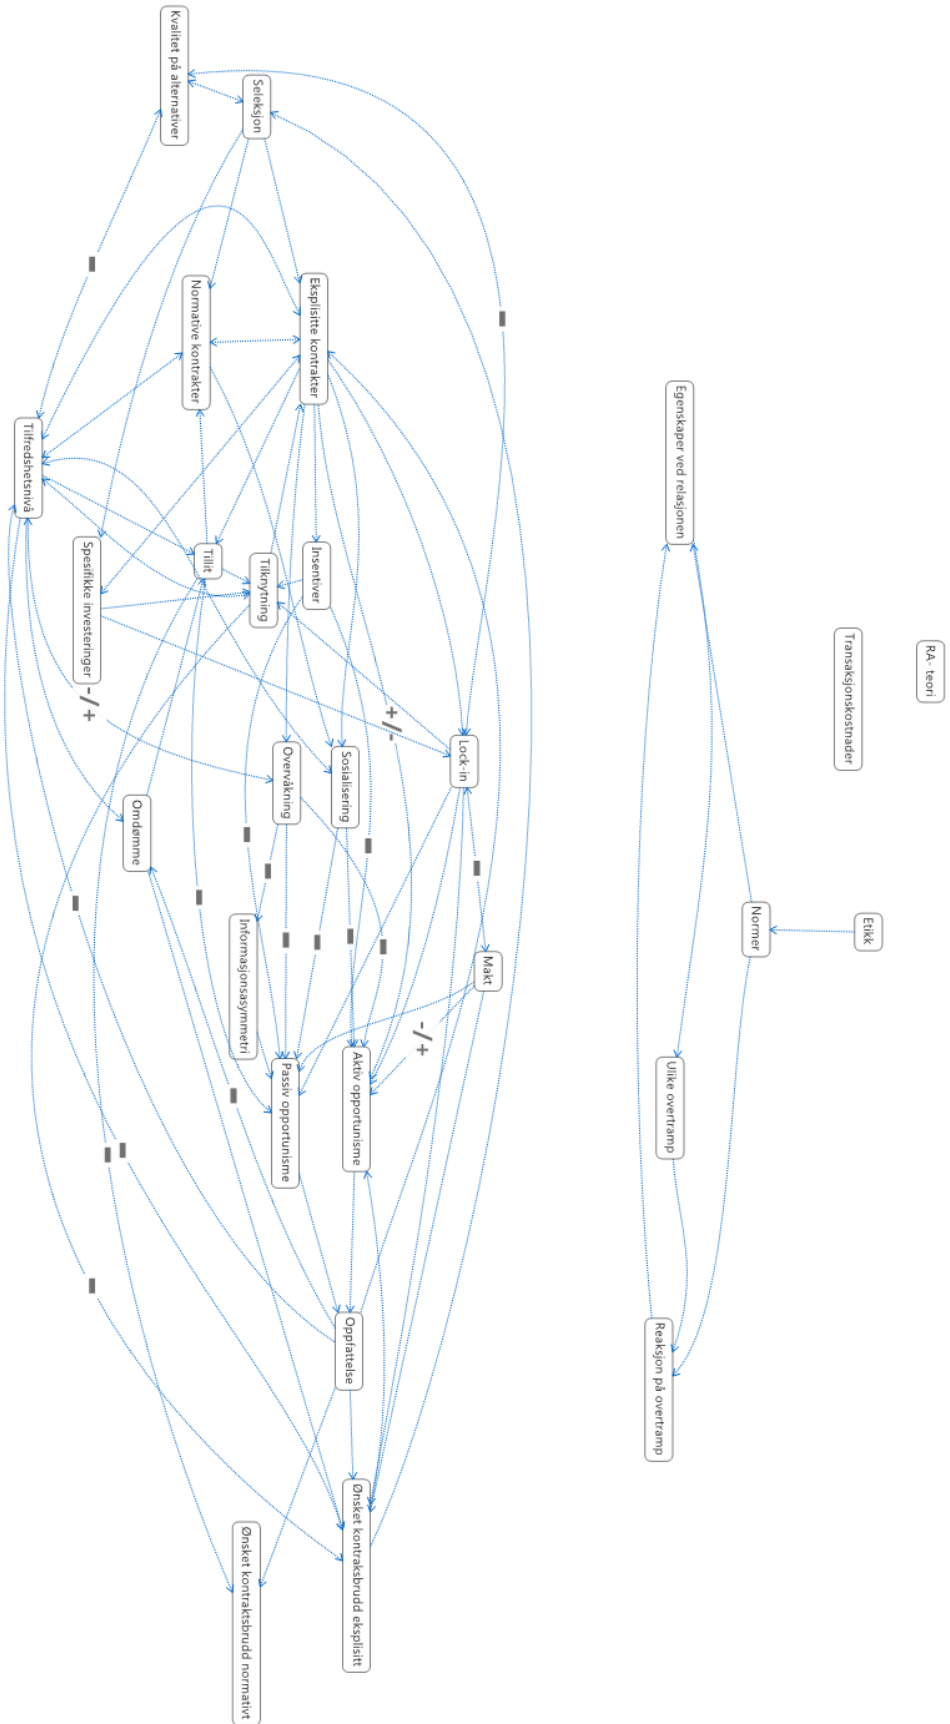 RA- teori
Transaksjonskostnader
Etikk
Egenskaper ved relasjonen
Normer
Ulike overtramp
Reaksjon på overtramp
-
Lock-in
-
Makt
+/-
-/+
Kvalitet på alternativer
Seleksjon
Eksplisitte kontrakter
Normative kontrakter
Insentiver
Tilknytning
Tillit
Sosialisering
Overvåkning
-
-
-
-
-
-
-
Informasjonsasymmetri
Aktiv opportunisme
Passiv opportunisme
Oppfattelse
Ønsket kontraksbrudd eksplisitt
Ønsket kontraktsbrudd normativt
-
-
Tilfredshetsnivå
Spesifikke investeringer
-/+
Omdømme
-
-
-
-
-